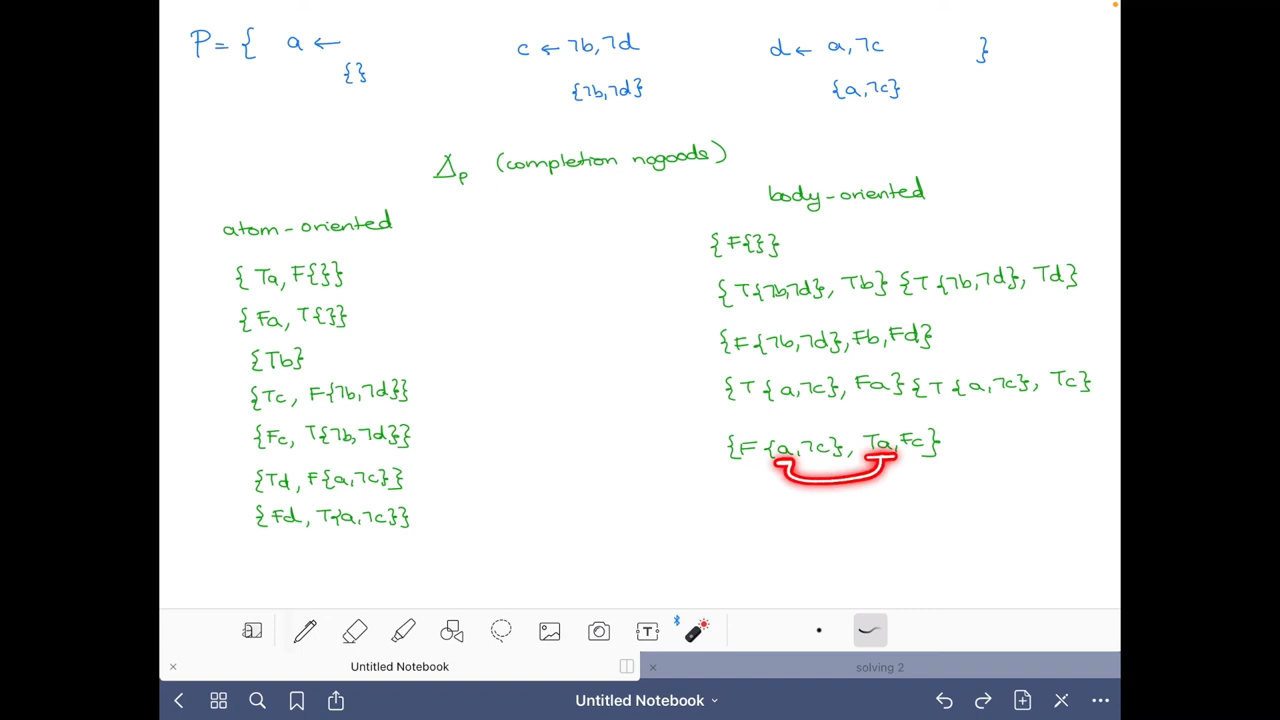 P = { a ← c ← ¬b, ¬d d ← a, ¬c }
{} {¬b, ¬d} {a, ¬c}
Δp (completion nogoods)
atom-oriented
{Ta, F{}}
{Fa, T{}}
{Tb}
{Tc, F{¬b, ¬d}}
{Fc, T{¬b, ¬d}}
{Td, F{a, ¬c}}
{Fd, T{a, ¬c}}
body-oriented
{F{}}
{T{¬b, ¬d}, Tb} {T{¬b, ¬d}, Td}
{F{¬b, ¬d}, Fb, Fd}
{T{a, ¬c}, Fa} {T{a, ¬c}, Tc}
{F{a, ¬c}, Ta, Fc}
Untitled Notebook
solving 2
Untitled Notebook